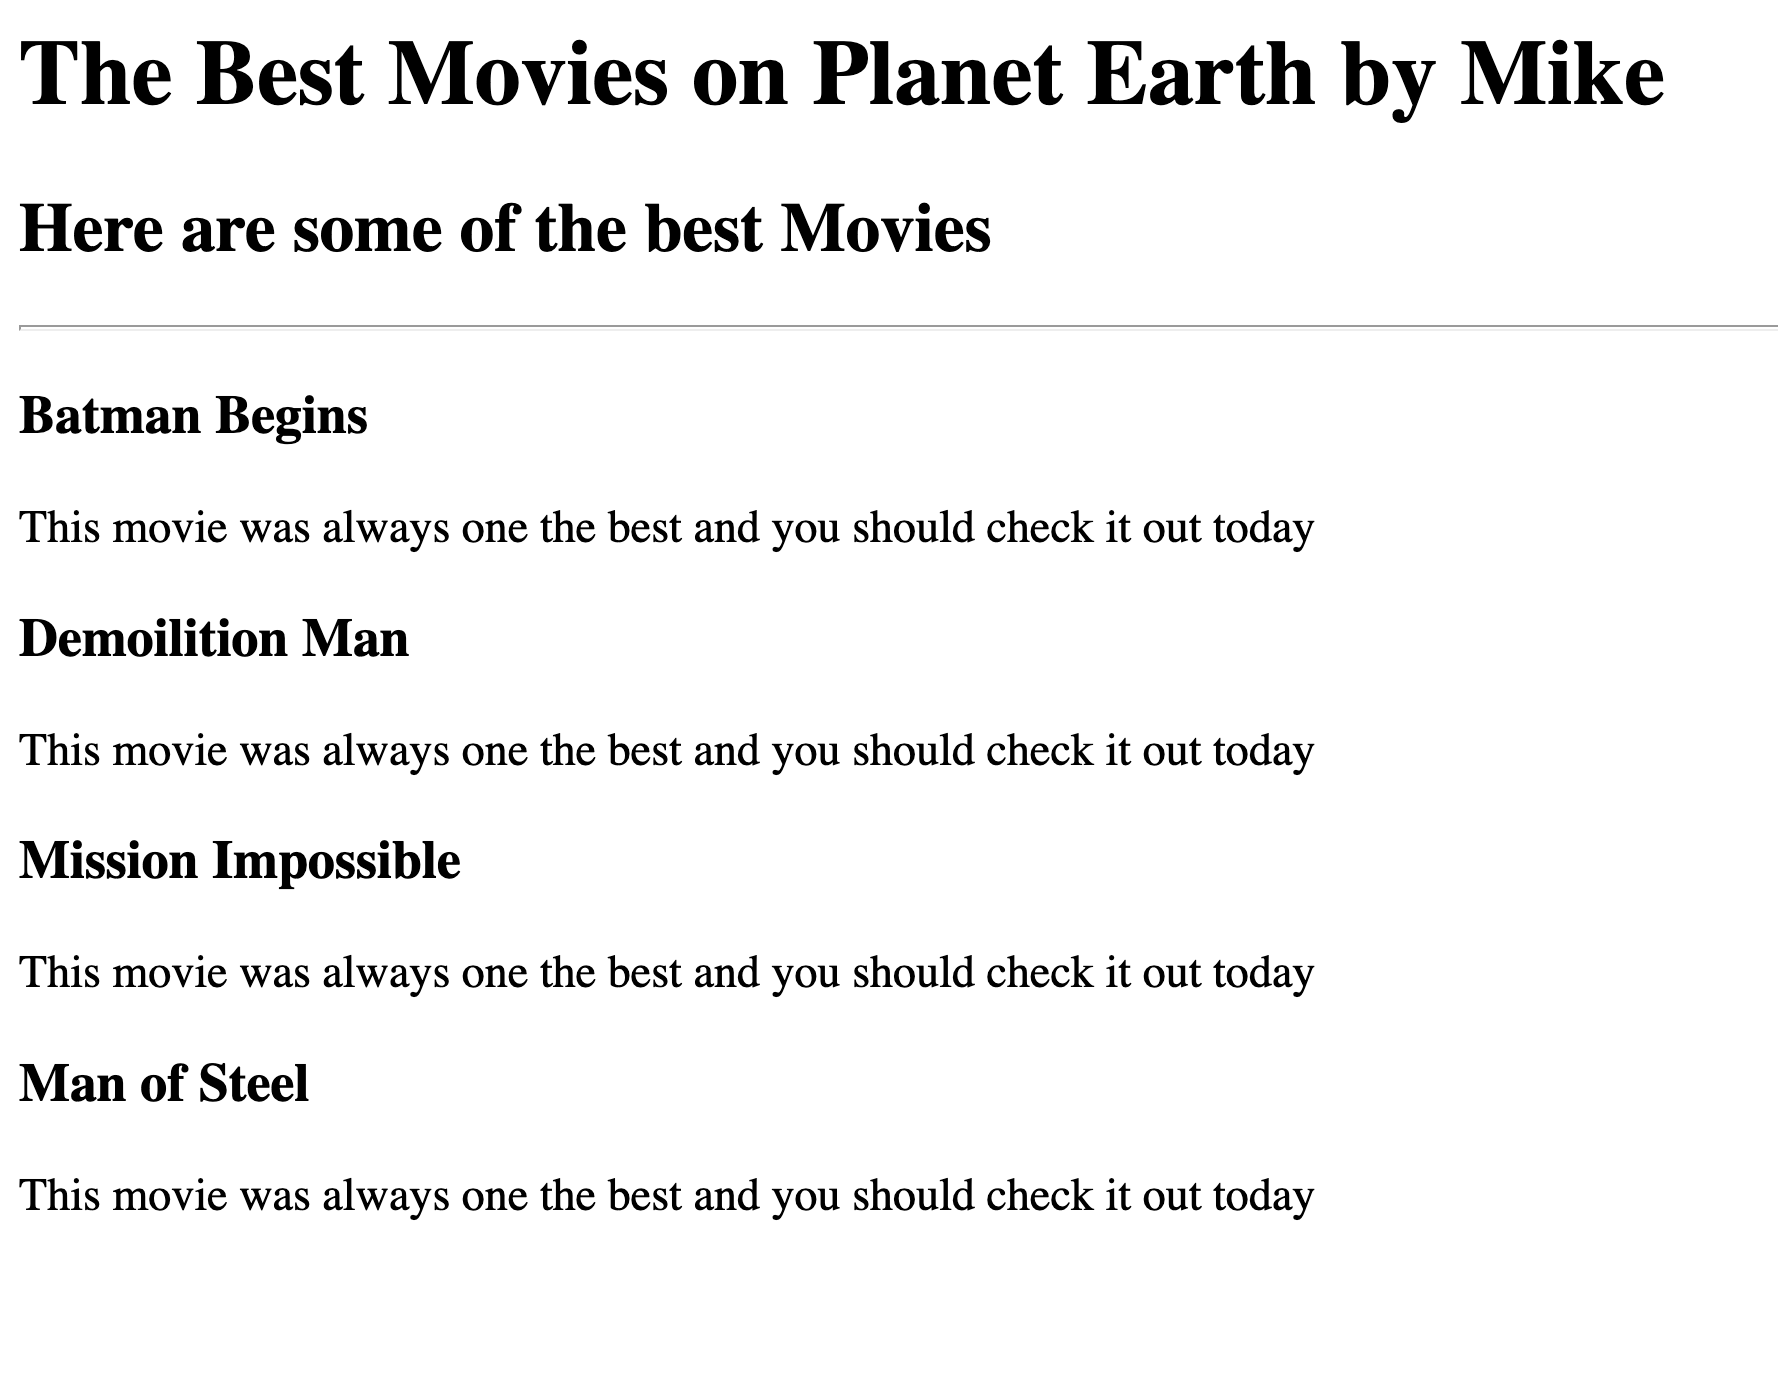 The Best Movies on Planet Earth by Mike
Here are some of the best Movies
Batman Begins
This movie was always one the best and you should check it out today
Demoilition Man
This movie was always one the best and you should check it out today
Mission Impossible
This movie was always one the best and you should check it out today
Man of Steel
This movie was always one the best and you should check it out today